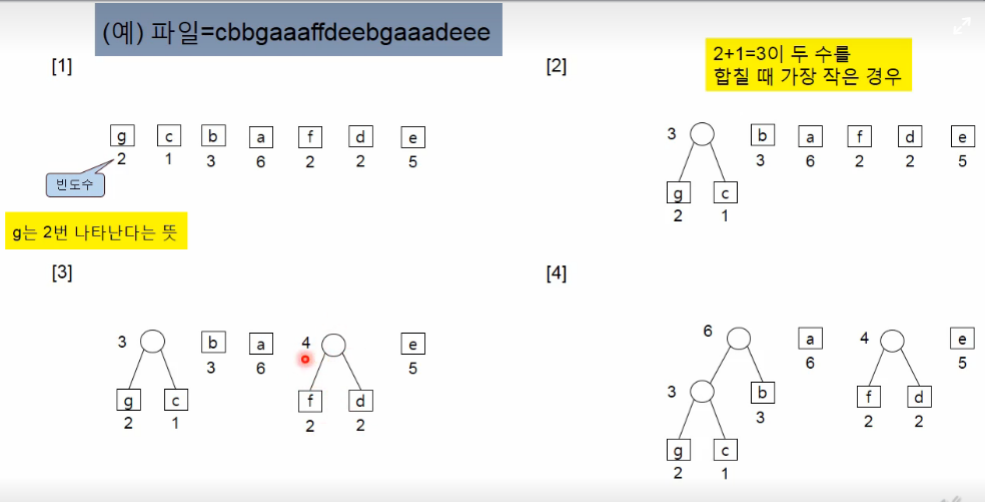 (예) 파일=cbbgaaaffdeebgaaadeee
[1]
g c b a f d e
2 1 3 6 2 2 5
빈도수
g는 2번 나타난다는 뜻
[2]
2+1=3이 두 수를
합칠 때 가장 작은 경우
3 b a f d e
3 6 2 2 5
g c
2 1
[3]
3 b a 4 e
3 6 5
g c f d
2 1 2 2
[4]
6 a 4 e
6 5
3 b f d
3 2 2
g c
2 1